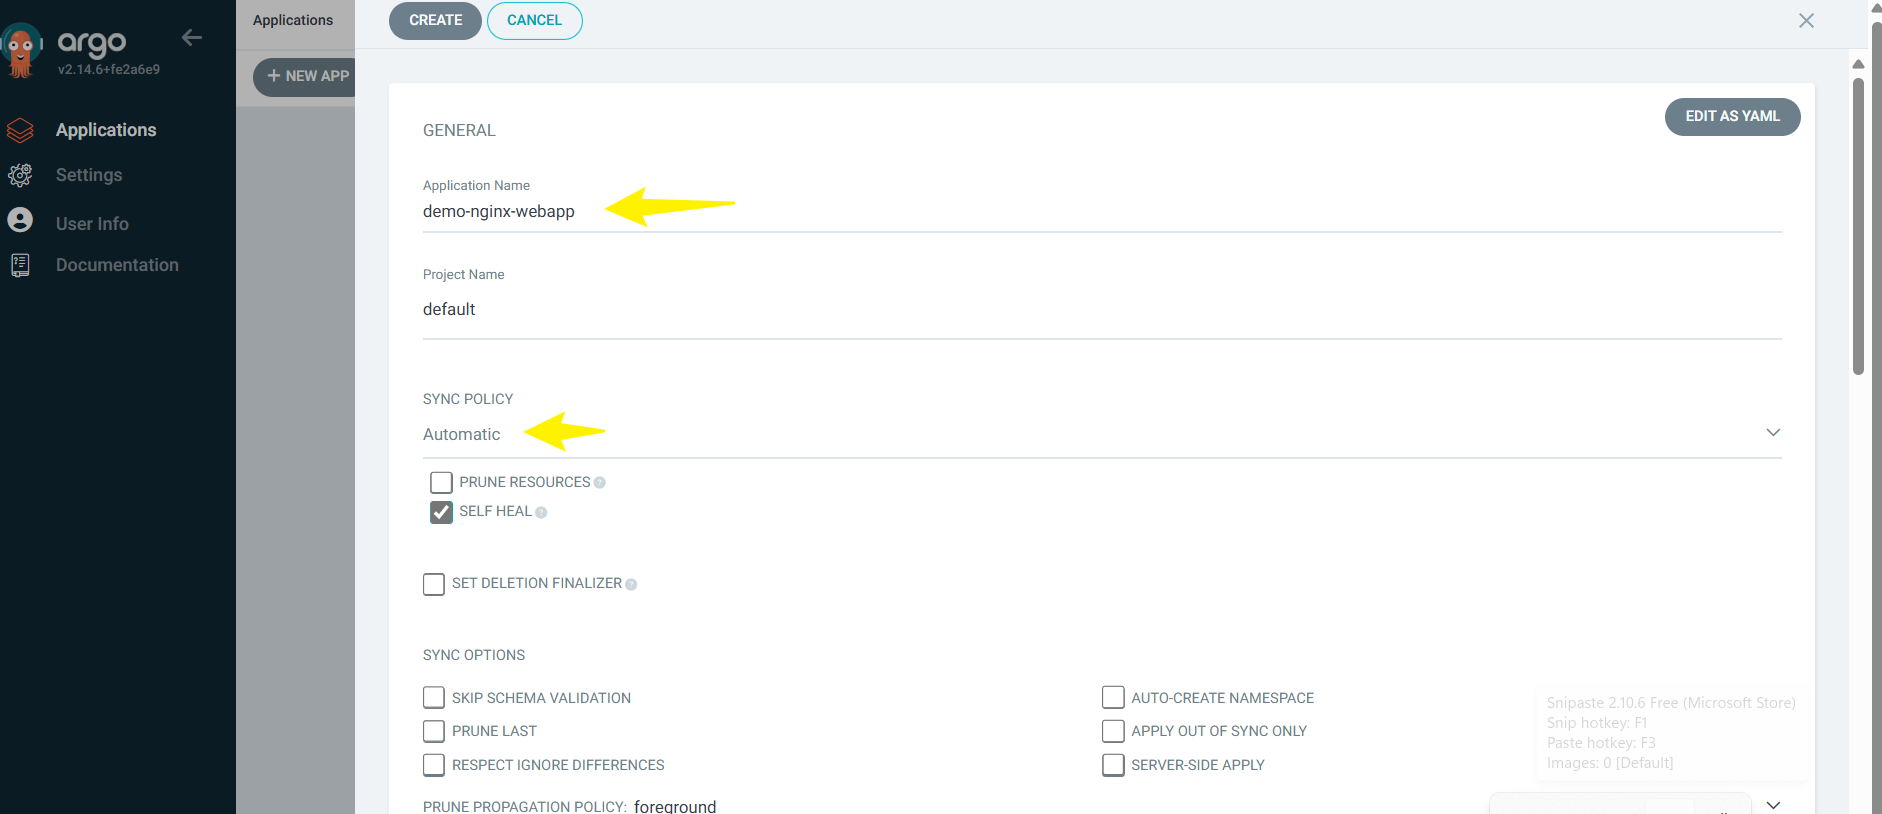 argo
v2.14.6+fe2a6e9
Applications
Settings
User Info
Documentation
Applications
+ NEW APP
CREATE
CANCEL
GENERAL
EDIT AS YAML
Application Name
demo-nginx-webapp
Project Name
default
SYNC POLICY
Automatic
PRUNE RESOURCES
SELF HEAL
SET DELETION FINALIZER
SYNC OPTIONS
SKIP SCHEMA VALIDATION
AUTO-CREATE NAMESPACE
PRUNE LAST
APPLY OUT OF SYNC ONLY
RESPECT IGNORE DIFFERENCES
SERVER-SIDE APPLY
PRUNE PROPAGATION POLICY: foreground
Snipaste 2.10.6 Free (Microsoft Store)
Snip hotkey: F1
Paste hotkey: F3
Images: 0 [Default]